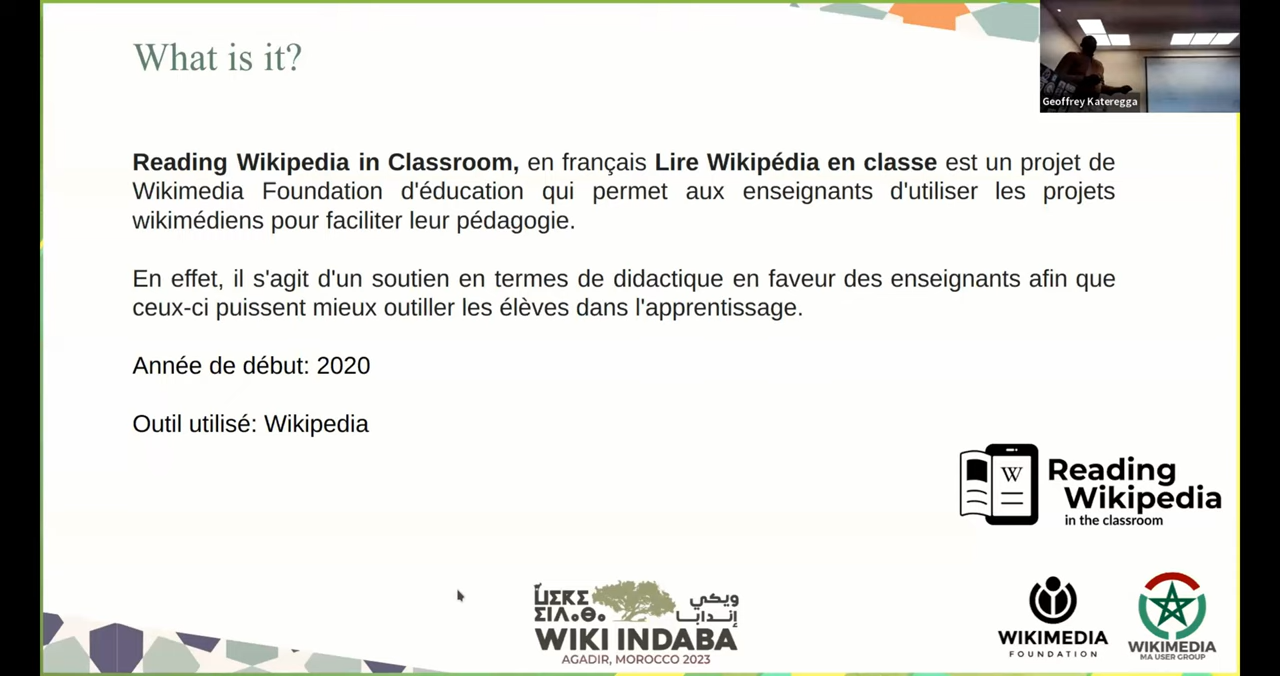 What is it?
Geoffrey Kateregga
Reading Wikipedia in Classroom, en français Lire Wikipédia en classe est un projet de
Wikimedia Foundation d'éducation qui permet aux enseignants d'utiliser les projets
wikimédiens pour faciliter leur pédagogie.
En effet, il s'agit d'un soutien en termes de didactique en faveur des enseignants afin que
ceux-ci puissent mieux outiller les élèves dans l'apprentissage.
Année de début: 2020
Outil utilisé: Wikipedia
W
Reading
Wikipedia
in the classroom
ويكي
إندابا
WIKI INDABA
AGADIR, MOROCCO 2023
WIKIMEDIA
FOUNDATION
WIKIMEDIA
MA USER GROUP